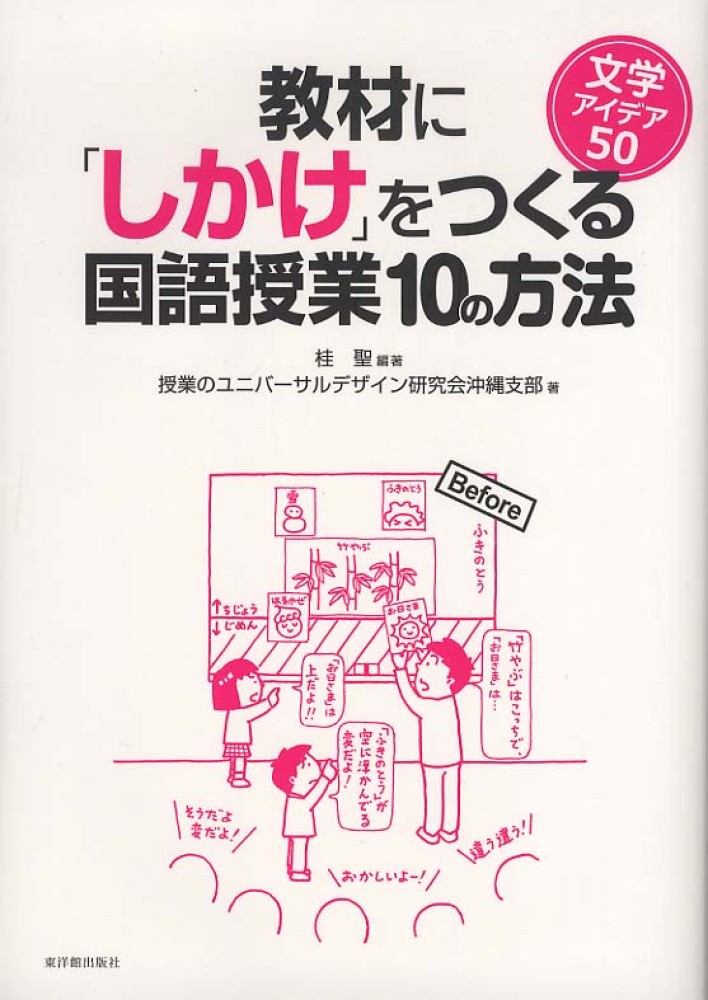 文学
アイデア
50
教材に
「しかけ」をつくる
国語授業10の方法
桂 聖 編著
授業のユニバーサルデザイン研究会沖縄支部 著
Before
ふきのとう
雪
ふきのとう
竹やぶ
はるかぜ
お日さま
↑ちじょう
↓じめん
「竹やぶ」はこっちで、
「お日さま」は…
「お日さま」は
上だよ!!
「ふきのとう」が
空に浮かんでる
変だよ!
そうだよ
変だよ!
おかしいよー!
違う違う!
東洋館出版社